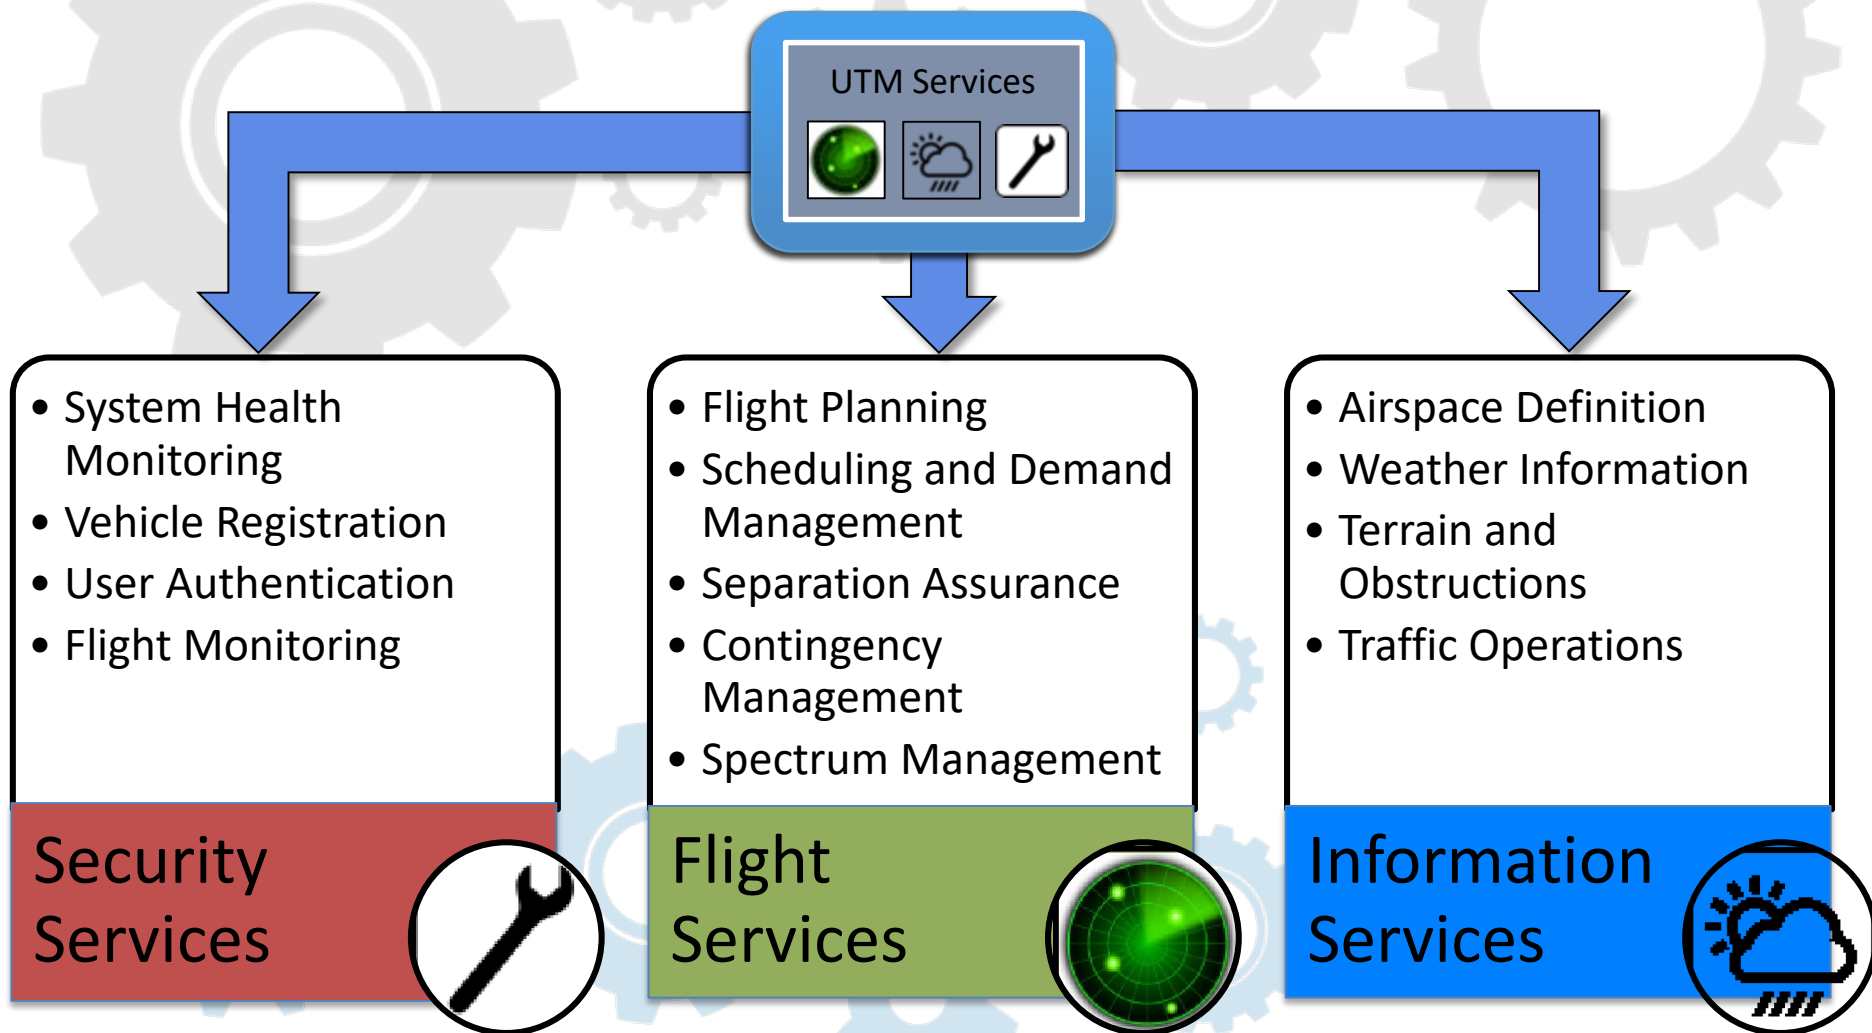 UTM Services
• System Health
Monitoring
• Vehicle Registration
• User Authentication
• Flight Monitoring
Security
Services
• Flight Planning
• Scheduling and Demand
Management
• Separation Assurance
• Contingency
Management
• Spectrum Management
Flight
Services
• Airspace Definition
• Weather Information
• Terrain and
Obstructions
• Traffic Operations
Information
Services